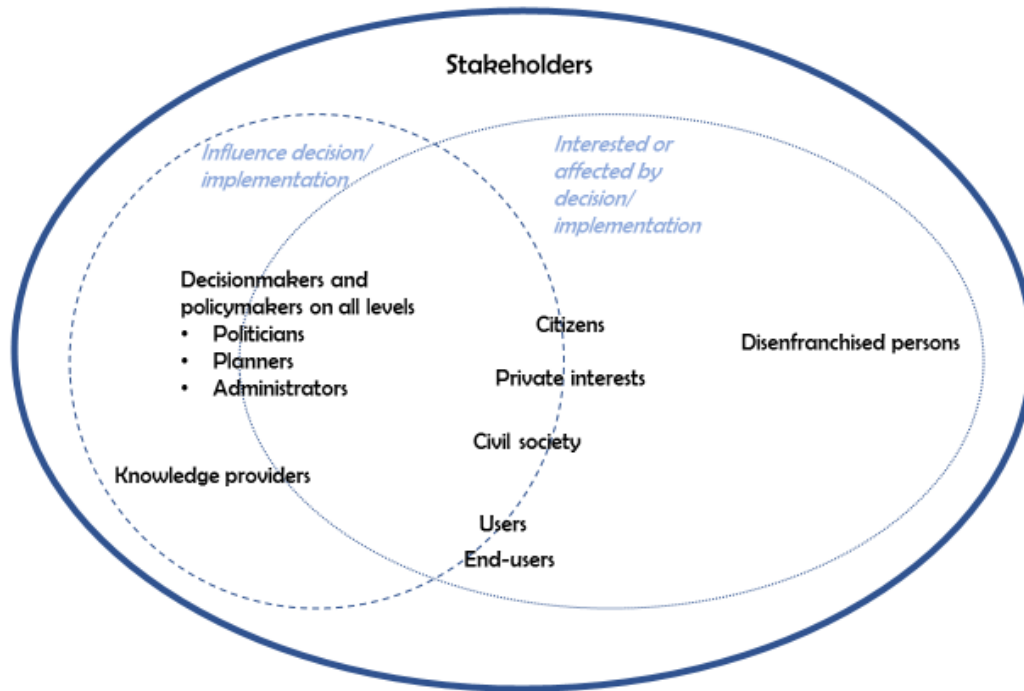 Stakeholders
Influence decision/
implementation
Interested or
affected by
decision/
implementation
Decisionmakers and
policymakers on all levels
• Politicians
• Planners
• Administrators
Knowledge providers
Citizens
Private interests
Civil society
Users
End-users
Disenfranchised persons